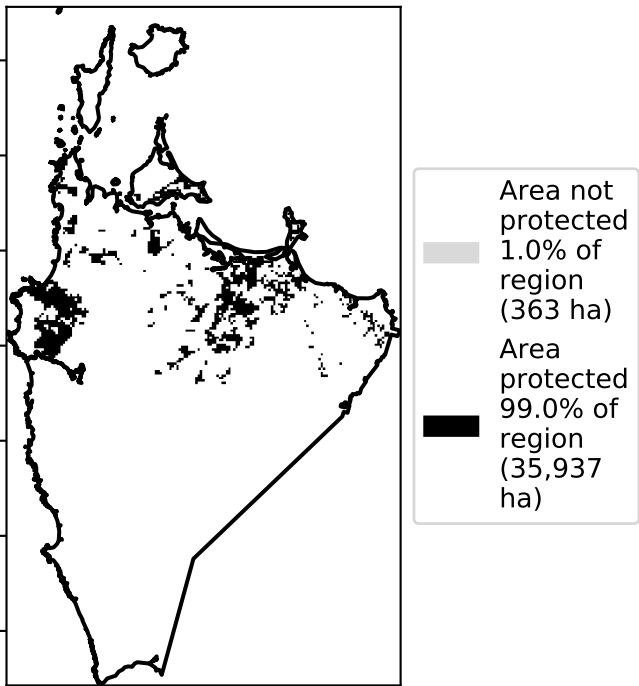 Area not
protected
1.0% of
region
(363 ha)
Area
protected
99.0% of
region
(35,937
ha)